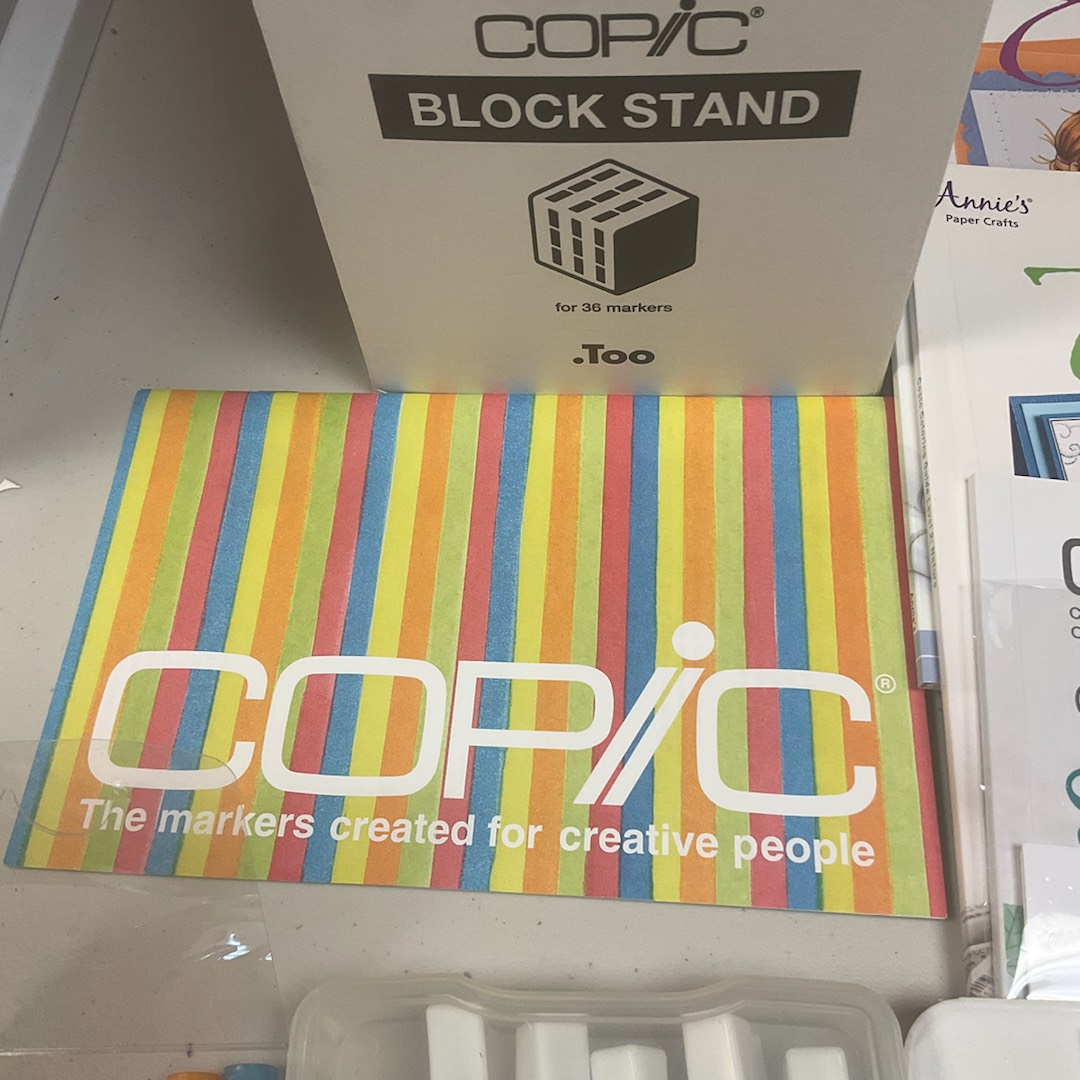 COPiC®
BLOCK STAND
for 36 markers
.Too
Annie's®
Paper Crafts
COPiC®
The markers created for creative people